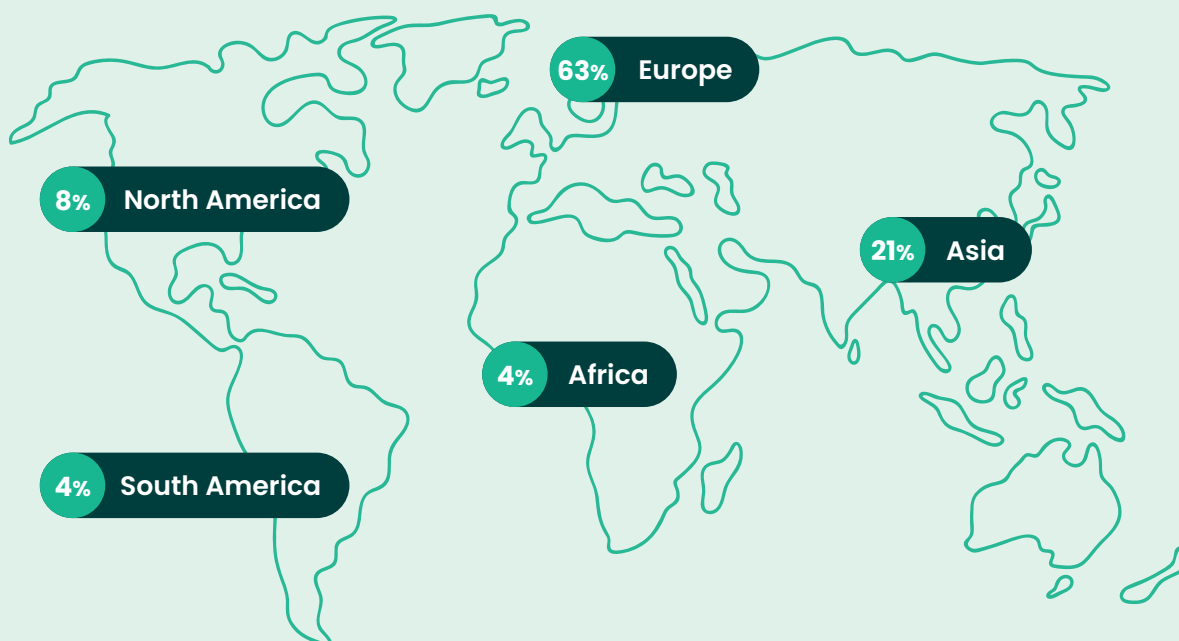 63% Europe
8% North America
21% Asia
4% Africa
4% South America